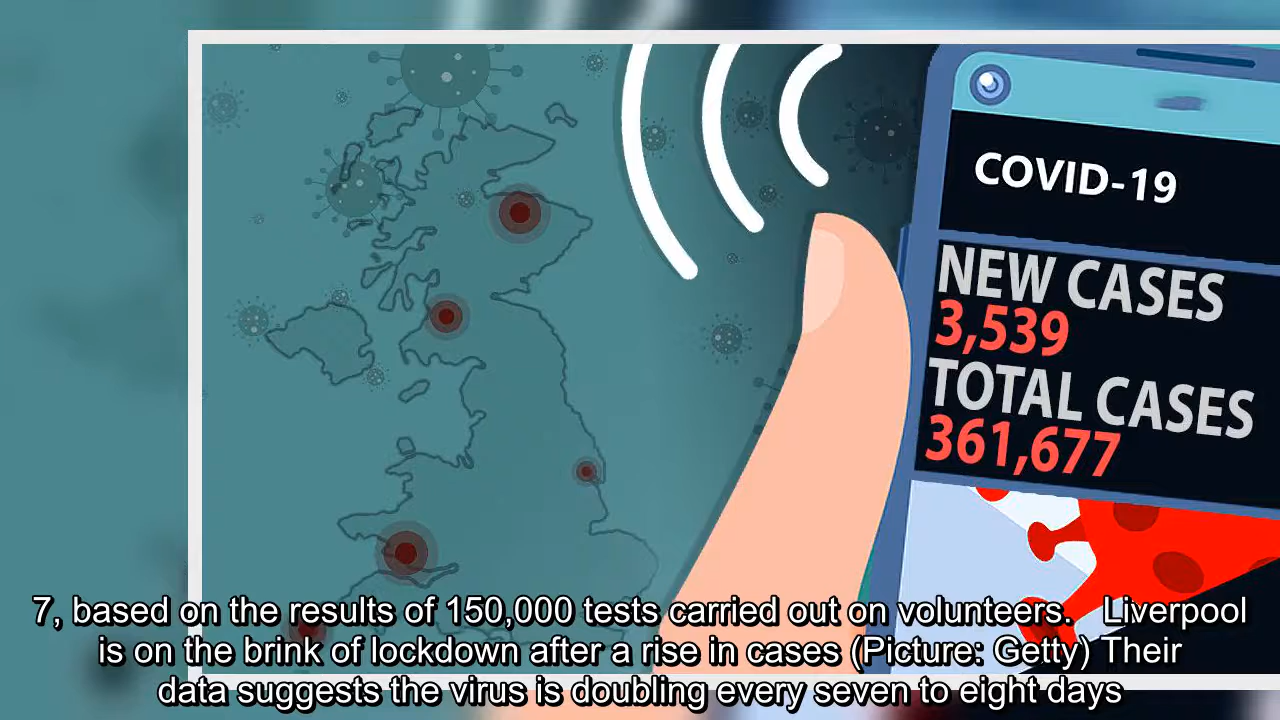 COVID-19
NEW CASES
3,539
TOTAL CASES
361,677
7, based on the results of 150,000 tests carried out on volunteers.   Liverpool
is on the brink of lockdown after a rise in cases (Picture: Getty) Their
data suggests the virus is doubling every seven to eight days